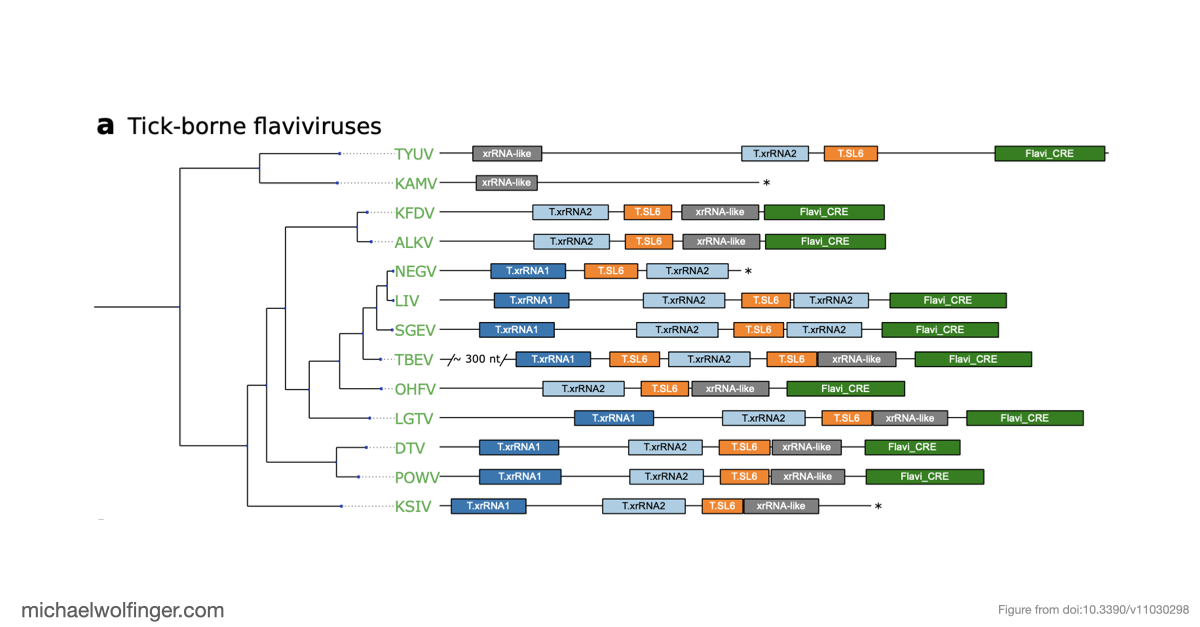 a Tick-borne flaviviruses
TYUV xrRNA-like T.xrRNA2 T.SL6 Flavi_CRE
KAMV xrRNA-like *
KFDV T.xrRNA2 T.SL6 xrRNA-like Flavi_CRE
ALKV T.xrRNA2 T.SL6 xrRNA-like Flavi_CRE
NEGV T.xrRNA1 T.SL6 T.xrRNA2 *
LIV T.xrRNA1 T.xrRNA2 T.SL6 T.xrRNA2 Flavi_CRE
SGEV T.xrRNA1 T.xrRNA2 T.SL6 T.xrRNA2 Flavi_CRE
TBEV ~ 300 nt T.xrRNA1 T.SL6 T.xrRNA2 T.SL6 xrRNA-like Flavi_CRE
OHFV T.xrRNA2 T.SL6 xrRNA-like Flavi_CRE
LGTV T.xrRNA1 T.xrRNA2 T.SL6 xrRNA-like Flavi_CRE
DTV T.xrRNA1 T.xrRNA2 T.SL6 xrRNA-like Flavi_CRE
POWV T.xrRNA1 T.xrRNA2 T.SL6 xrRNA-like Flavi_CRE
KSIV T.xrRNA1 T.xrRNA2 T.SL6 xrRNA-like *
michaelwolfinger.com
Figure from doi:10.3390/v11030298